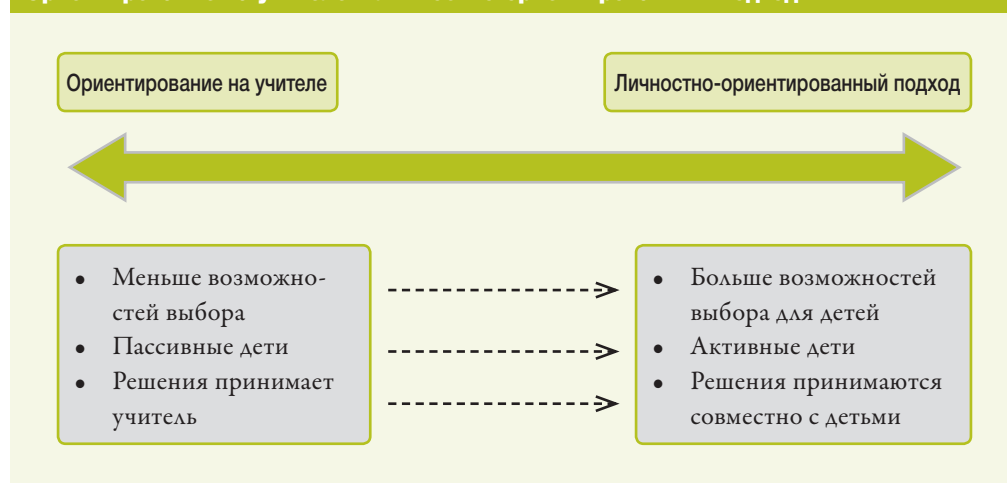 Ориентирование на учителе
Личностно-ориентированный подход
• Меньше возможно-
стей выбора
• Пассивные дети
• Решения принимает
учитель
• Больше возможностей
выбора для детей
• Активные дети
• Решения принимаются
совместно с детьми